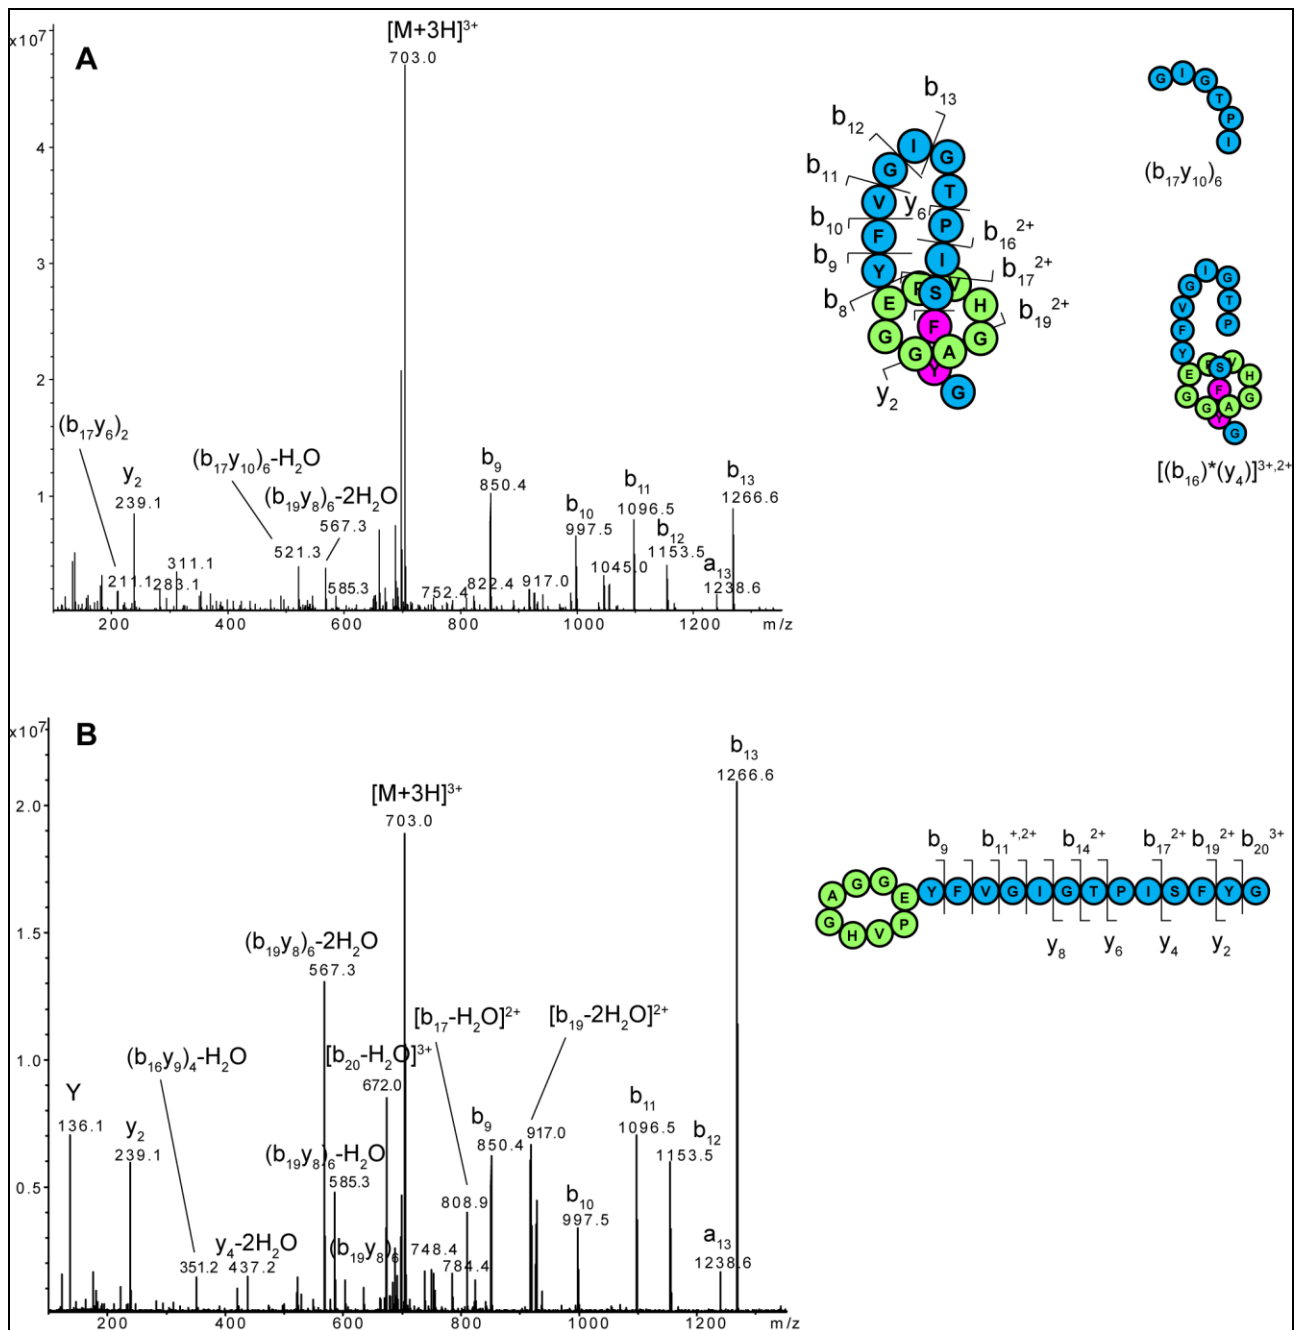 A
x10⁷
4
3
2
1
200
400
600
800
1000
1200
m/z
[M+3H]³⁺
703.0
(b₁₇y₆)₂
211.1
y₂
239.1
283.1
311.1
(b₁₇y₁₀)₆-H₂O
521.3
(b₁₉y₈)₆-2H₂O
567.3
585.3
752.4
822.4
b₉
850.4
917.0
b₁₀
997.5
1045.0
b₁₁
1096.5
b₁₂
1153.5
a₁₃
1238.6
b₁₃
1266.6
b₁₃
b₁₂
b₁₁
b₁₀
b₉
b₈
y₆
b₁₆²⁺
b₁₇²⁺
b₁₉²⁺
y₂
I
G
G
V
T
F
P
Y
I
E
S
V
H
G
F
G
G
A
Y
G
G I G T P I
(b₁₇y₁₀)₆
I
G
G
V
T
F
P
Y
E
S
V
H
G
F
G
G
A
Y
G
[(b₁₆)*(y₄)]³⁺,²⁺
B
x10⁷
2.0
1.5
1.0
0.5
200
400
600
800
1000
1200
m/z
Y
136.1
y₂
239.1
(b₁₆y₉)₄-H₂O
351.2
y₄-2H₂O
437.2
(b₁₉y₈)₆-2H₂O
567.3
(b₁₉y₈)₆-H₂O
585.3
(b₁₉y₈)₆
[b₂₀-H₂O]³⁺
672.0
[M+3H]³⁺
703.0
748.4
784.4
[b₁₇-H₂O]²⁺
808.9
b₉
850.4
[b₁₉-2H₂O]²⁺
917.0
b₁₀
997.5
b₁₁
1096.5
b₁₂
1153.5
a₁₃
1238.6
b₁₃
1266.6
b₉ b₁₁⁺,²⁺ b₁₄²⁺ b₁₇²⁺ b₁₉²⁺ b₂₀³⁺
A G G E
G H V P
Y F V G I G T P I S F Y G
y₈ y₆ y₄ y₂